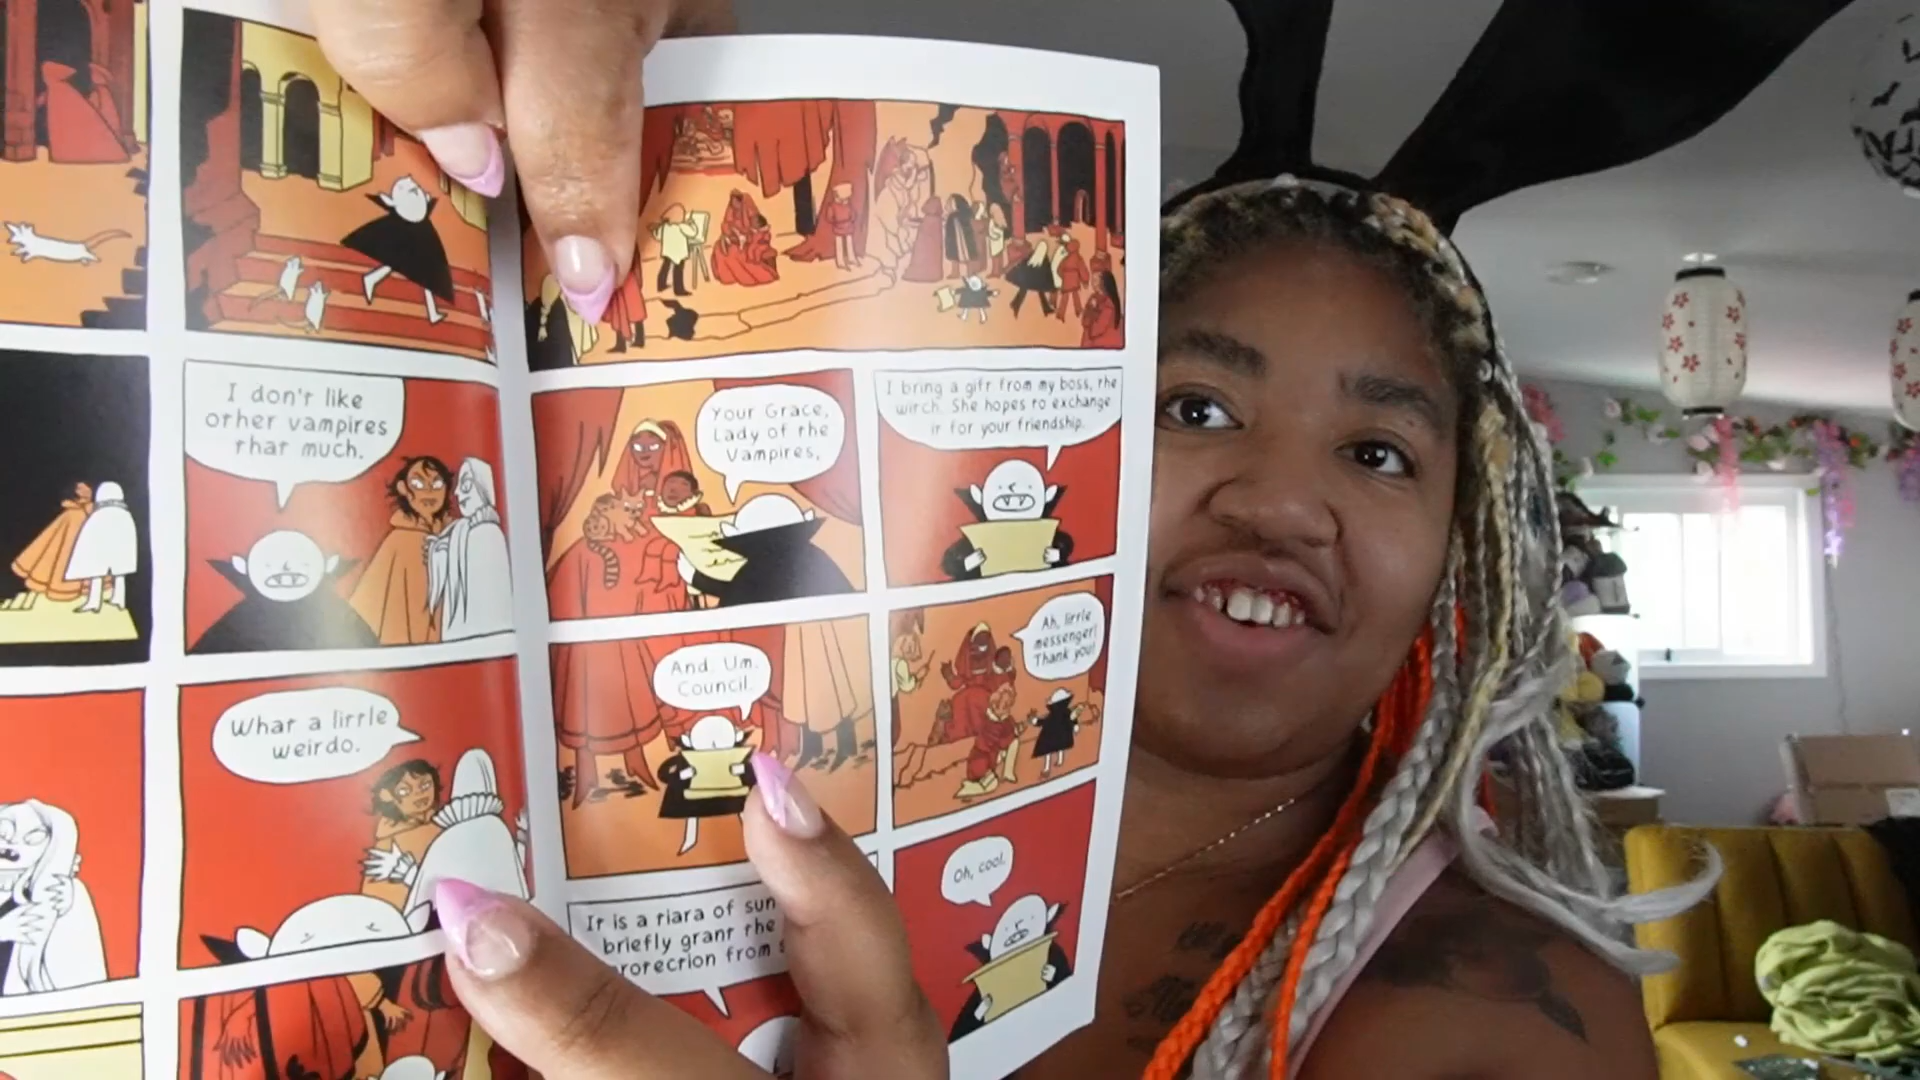 I don't like
other vampires
that much.
What a little
weirdo.
Your Grace,
Lady of the
Vampires,
I bring a gift from my boss, the
witch. She hopes to exchange
it for your friendship.
And. Um.
Council.
Ah, little
messenger!
Thank you!
It is a tiara of sun
briefly grant the
protection from
Oh, cool.